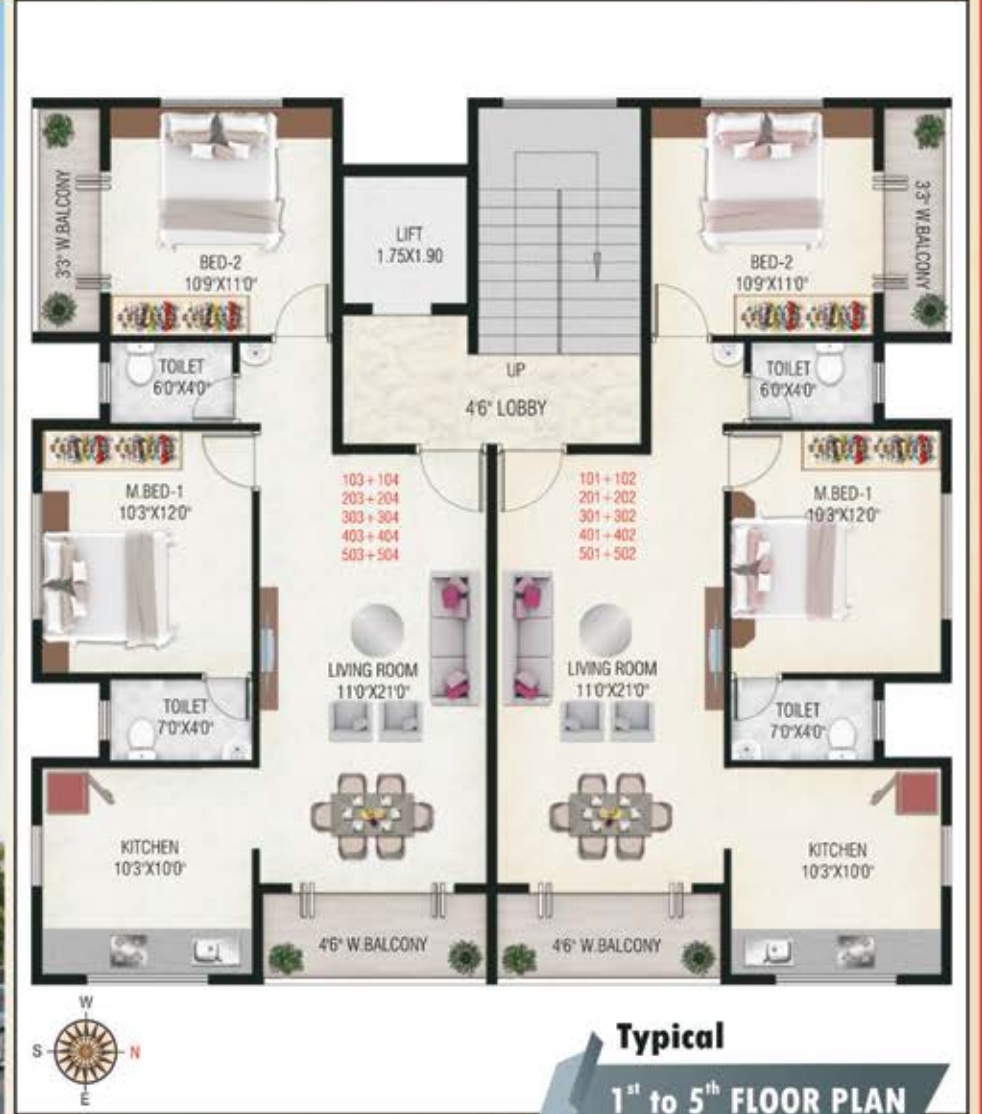 3'3" W.BALCONY
BED-2
10'9"X11'0"
LIFT
1.75X1.90
BED-2
10'9"X11'0"
3'3" W.BALCONY
TOILET
6'0"X4'0"
UP
4'6" LOBBY
TOILET
6'0"X4'0"
M.BED-1
10'3"X12'0"
103+104
203+204
303+304
403+404
503+504
101+102
201+202
301+302
401+402
501+502
M.BED-1
10'3"X12'0"
LIVING ROOM
11'0"X21'0"
LIVING ROOM
11'0"X21'0"
TOILET
7'0"X4'0"
TOILET
7'0"X4'0"
KITCHEN
10'3"X10'0"
KITCHEN
10'3"X10'0"
4'6" W.BALCONY
4'6" W.BALCONY
W
S
N
E
Typical
1st to 5th FLOOR PLAN